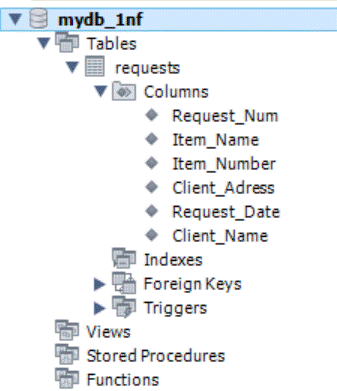 mydb_1nf
Tables
requests
Columns
Request_Num
Item_Name
Item_Number
Client_Adress
Request_Date
Client_Name
Indexes
Foreign Keys
Triggers
Views
Stored Procedures
Functions